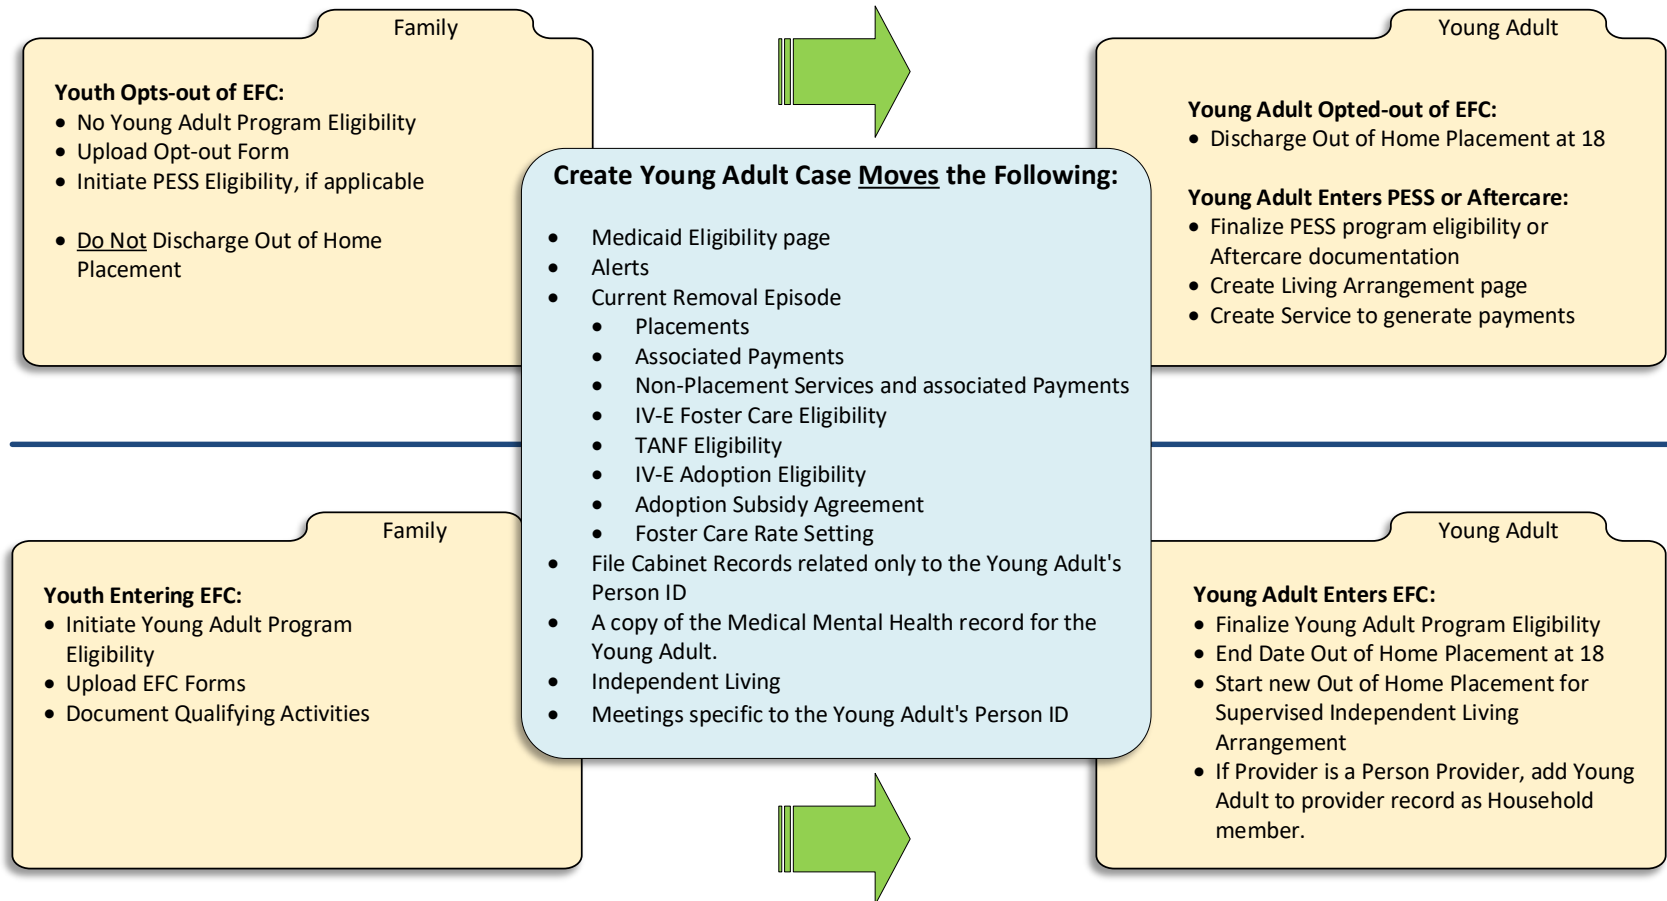 Family
Youth Opts-out of EFC:
• No Young Adult Program Eligibility
• Upload Opt-out Form
• Initiate PESS Eligibility, if applicable
• Do Not Discharge Out of Home
Placement
Young Adult
Young Adult Opted-out of EFC:
• Discharge Out of Home Placement at 18
Young Adult Enters PESS or Aftercare:
• Finalize PESS program eligibility or
Aftercare documentation
• Create Living Arrangement page
• Create Service to generate payments
Create Young Adult Case Moves the Following:
• Medicaid Eligibility page
• Alerts
• Current Removal Episode
• Placements
• Associated Payments
• Non-Placement Services and associated Payments
• IV-E Foster Care Eligibility
• TANF Eligibility
• IV-E Adoption Eligibility
• Adoption Subsidy Agreement
• Foster Care Rate Setting
• File Cabinet Records related only to the Young Adult's
Person ID
• A copy of the Medical Mental Health record for the
Young Adult.
• Independent Living
• Meetings specific to the Young Adult's Person ID
Family
Youth Entering EFC:
• Initiate Young Adult Program
Eligibility
• Upload EFC Forms
• Document Qualifying Activities
Young Adult
Young Adult Enters EFC:
• Finalize Young Adult Program Eligibility
• End Date Out of Home Placement at 18
• Start new Out of Home Placement for
Supervised Independent Living
Arrangement
• If Provider is a Person Provider, add Young
Adult to provider record as Household
member.